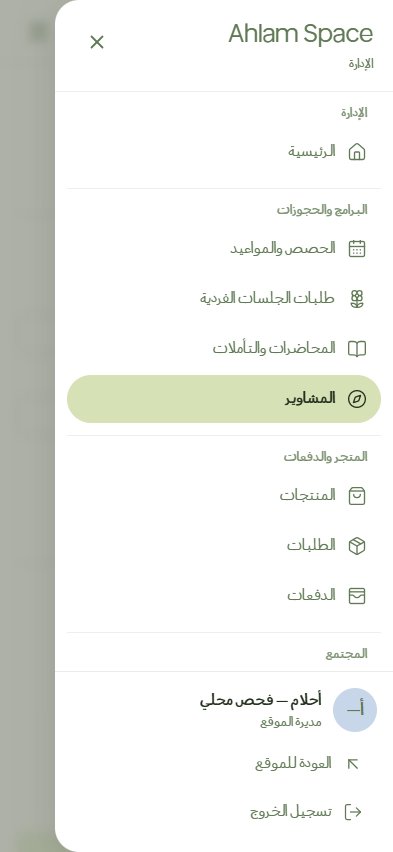 Ahlam Space
الإدارة
الإدارة
الرئيسية
البرامج والحجوزات
الحصص والمواعيد
طلبات الجلسات الفردية
المحاضرات والتأملات
المشاوير
المتجر والدفعات
المنتجات
الطلبات
الدفعات
المجتمع
أ—
أحلام — فحص محلي
مديرة الموقع
العودة للموقع
تسجيل الخروج